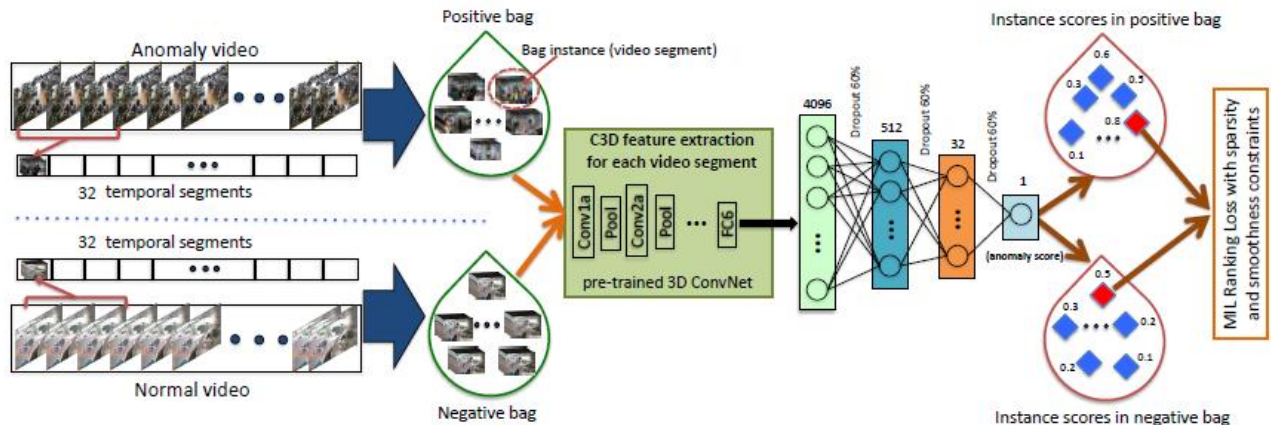 Anomaly video
32 temporal segments
32 temporal segments
Normal video
Positive bag
Bag instance (video segment)
Negative bag
C3D feature extraction
for each video segment
Conv1a
Pool
Conv2a
Pool
FC6
pre-trained 3D ConvNet
4096
Dropout 60%
512
Dropout 60%
32
Dropout 60%
1
(anomaly score)
Instance scores in positive bag
0.6
0.3
0.5
0.8
0.1
0.5
0.3
0.2
0.2
0.1
Instance scores in negative bag
MIL Ranking Loss with sparsity
and smoothness constraints